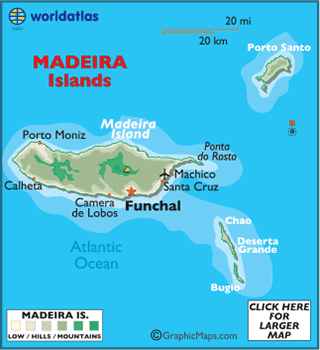 worldatlas
20 mi
20 km
MADEIRA
Islands
Porto Santo
Madeira
Island
Porto Moniz
Ponta
do Rosto
Machico
Santa Cruz
Calheta
Camera
de Lobos
Funchal
Chao
Deserta
Grande
Bugio
Atlantic
Ocean
MADEIRA IS.
LOW / HILLS / MOUNTAINS
CLICK HERE
FOR
LARGER
MAP
©GraphicMaps.com